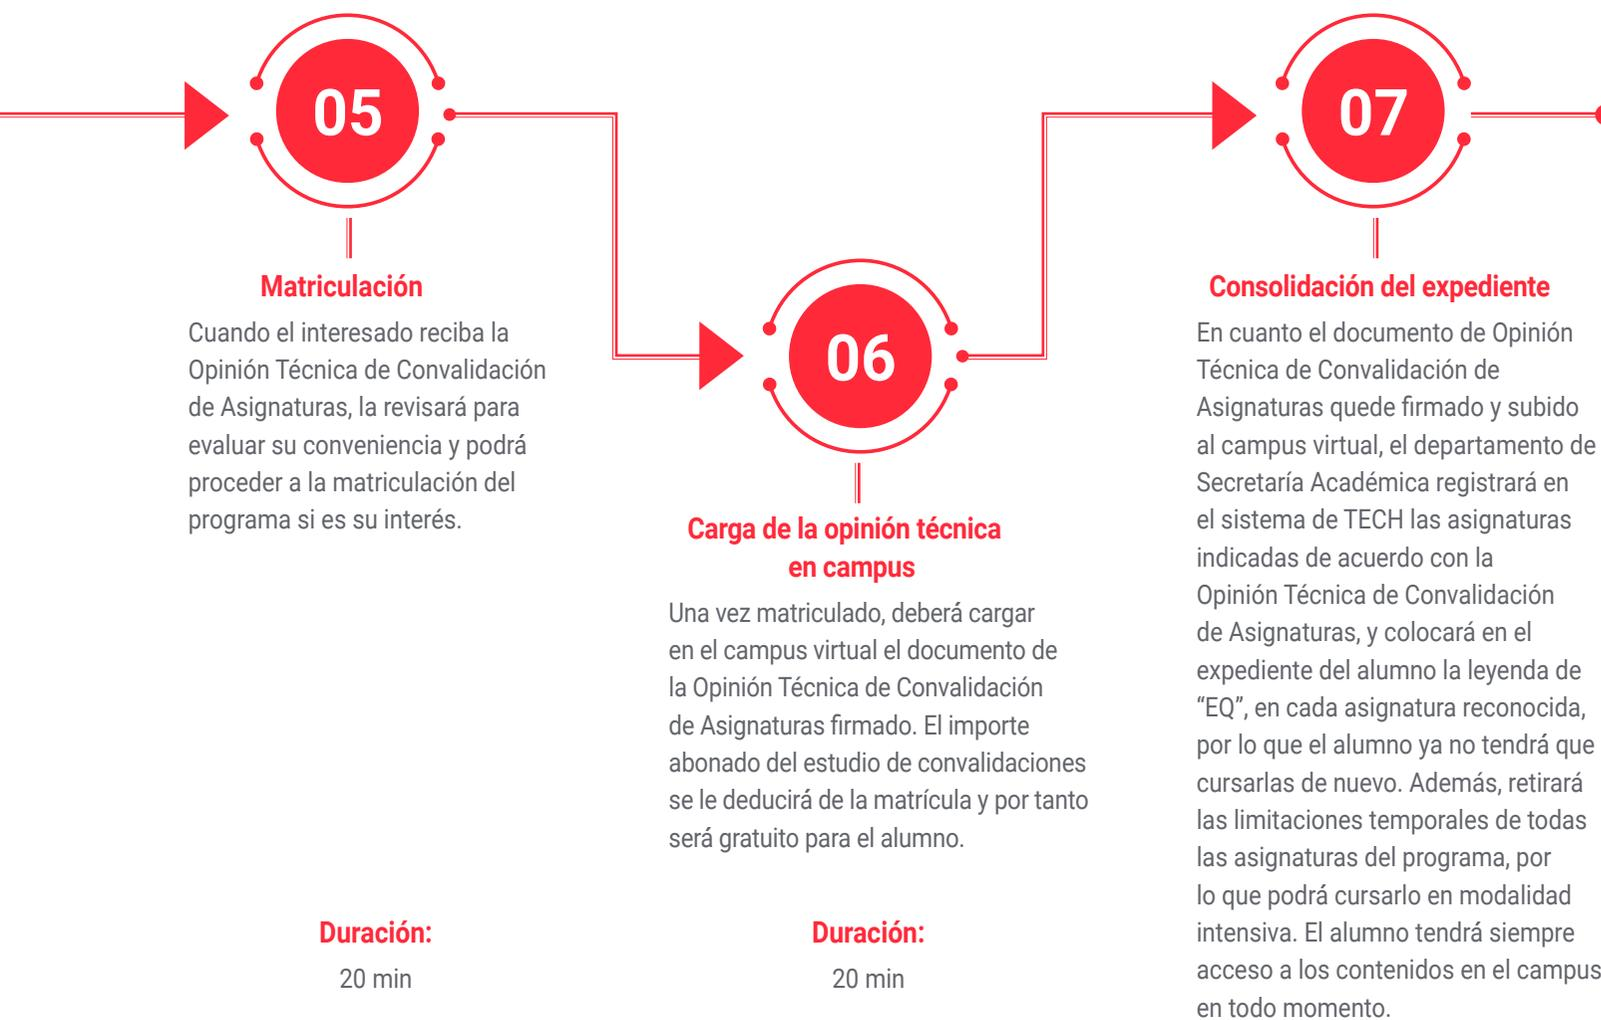 05
Matriculación
Cuando el interesado reciba la
Opinión Técnica de Convalidación
de Asignaturas, la revisará para
evaluar su conveniencia y podrá
proceder a la matriculación del
programa si es su interés.
Duración:
20 min
06
Carga de la opinión técnica
en campus
Una vez matriculado, deberá cargar
en el campus virtual el documento de
la Opinión Técnica de Convalidación
de Asignaturas firmado. El importe
abonado del estudio de convalidaciones
se le deducirá de la matrícula y por tanto
será gratuito para el alumno.
Duración:
20 min
07
Consolidación del expediente
En cuanto el documento de Opinión
Técnica de Convalidación de
Asignaturas quede firmado y subido
al campus virtual, el departamento de
Secretaría Académica registrará en
el sistema de TECH las asignaturas
indicadas de acuerdo con la
Opinión Técnica de Convalidación
de Asignaturas, y colocará en el
expediente del alumno la leyenda de
“EQ”, en cada asignatura reconocida,
por lo que el alumno ya no tendrá que
cursarlas de nuevo. Además, retirará
las limitaciones temporales de todas
las asignaturas del programa, por
lo que podrá cursarlo en modalidad
intensiva. El alumno tendrá siempre
acceso a los contenidos en el campus
en todo momento.